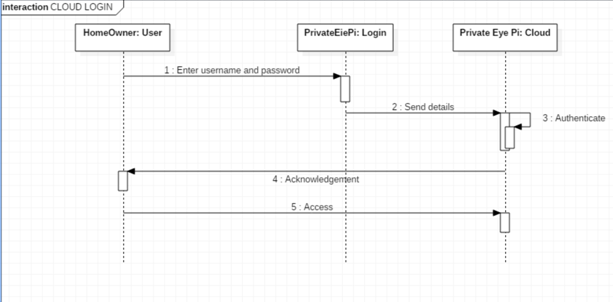 interaction CLOUD LOGIN
HomeOwner: User
PrivateEiePi: Login
Private Eye Pi: Cloud
1 : Enter username and password
2 : Send details
3 : Authenticate
4 : Acknowledgement
5 : Access